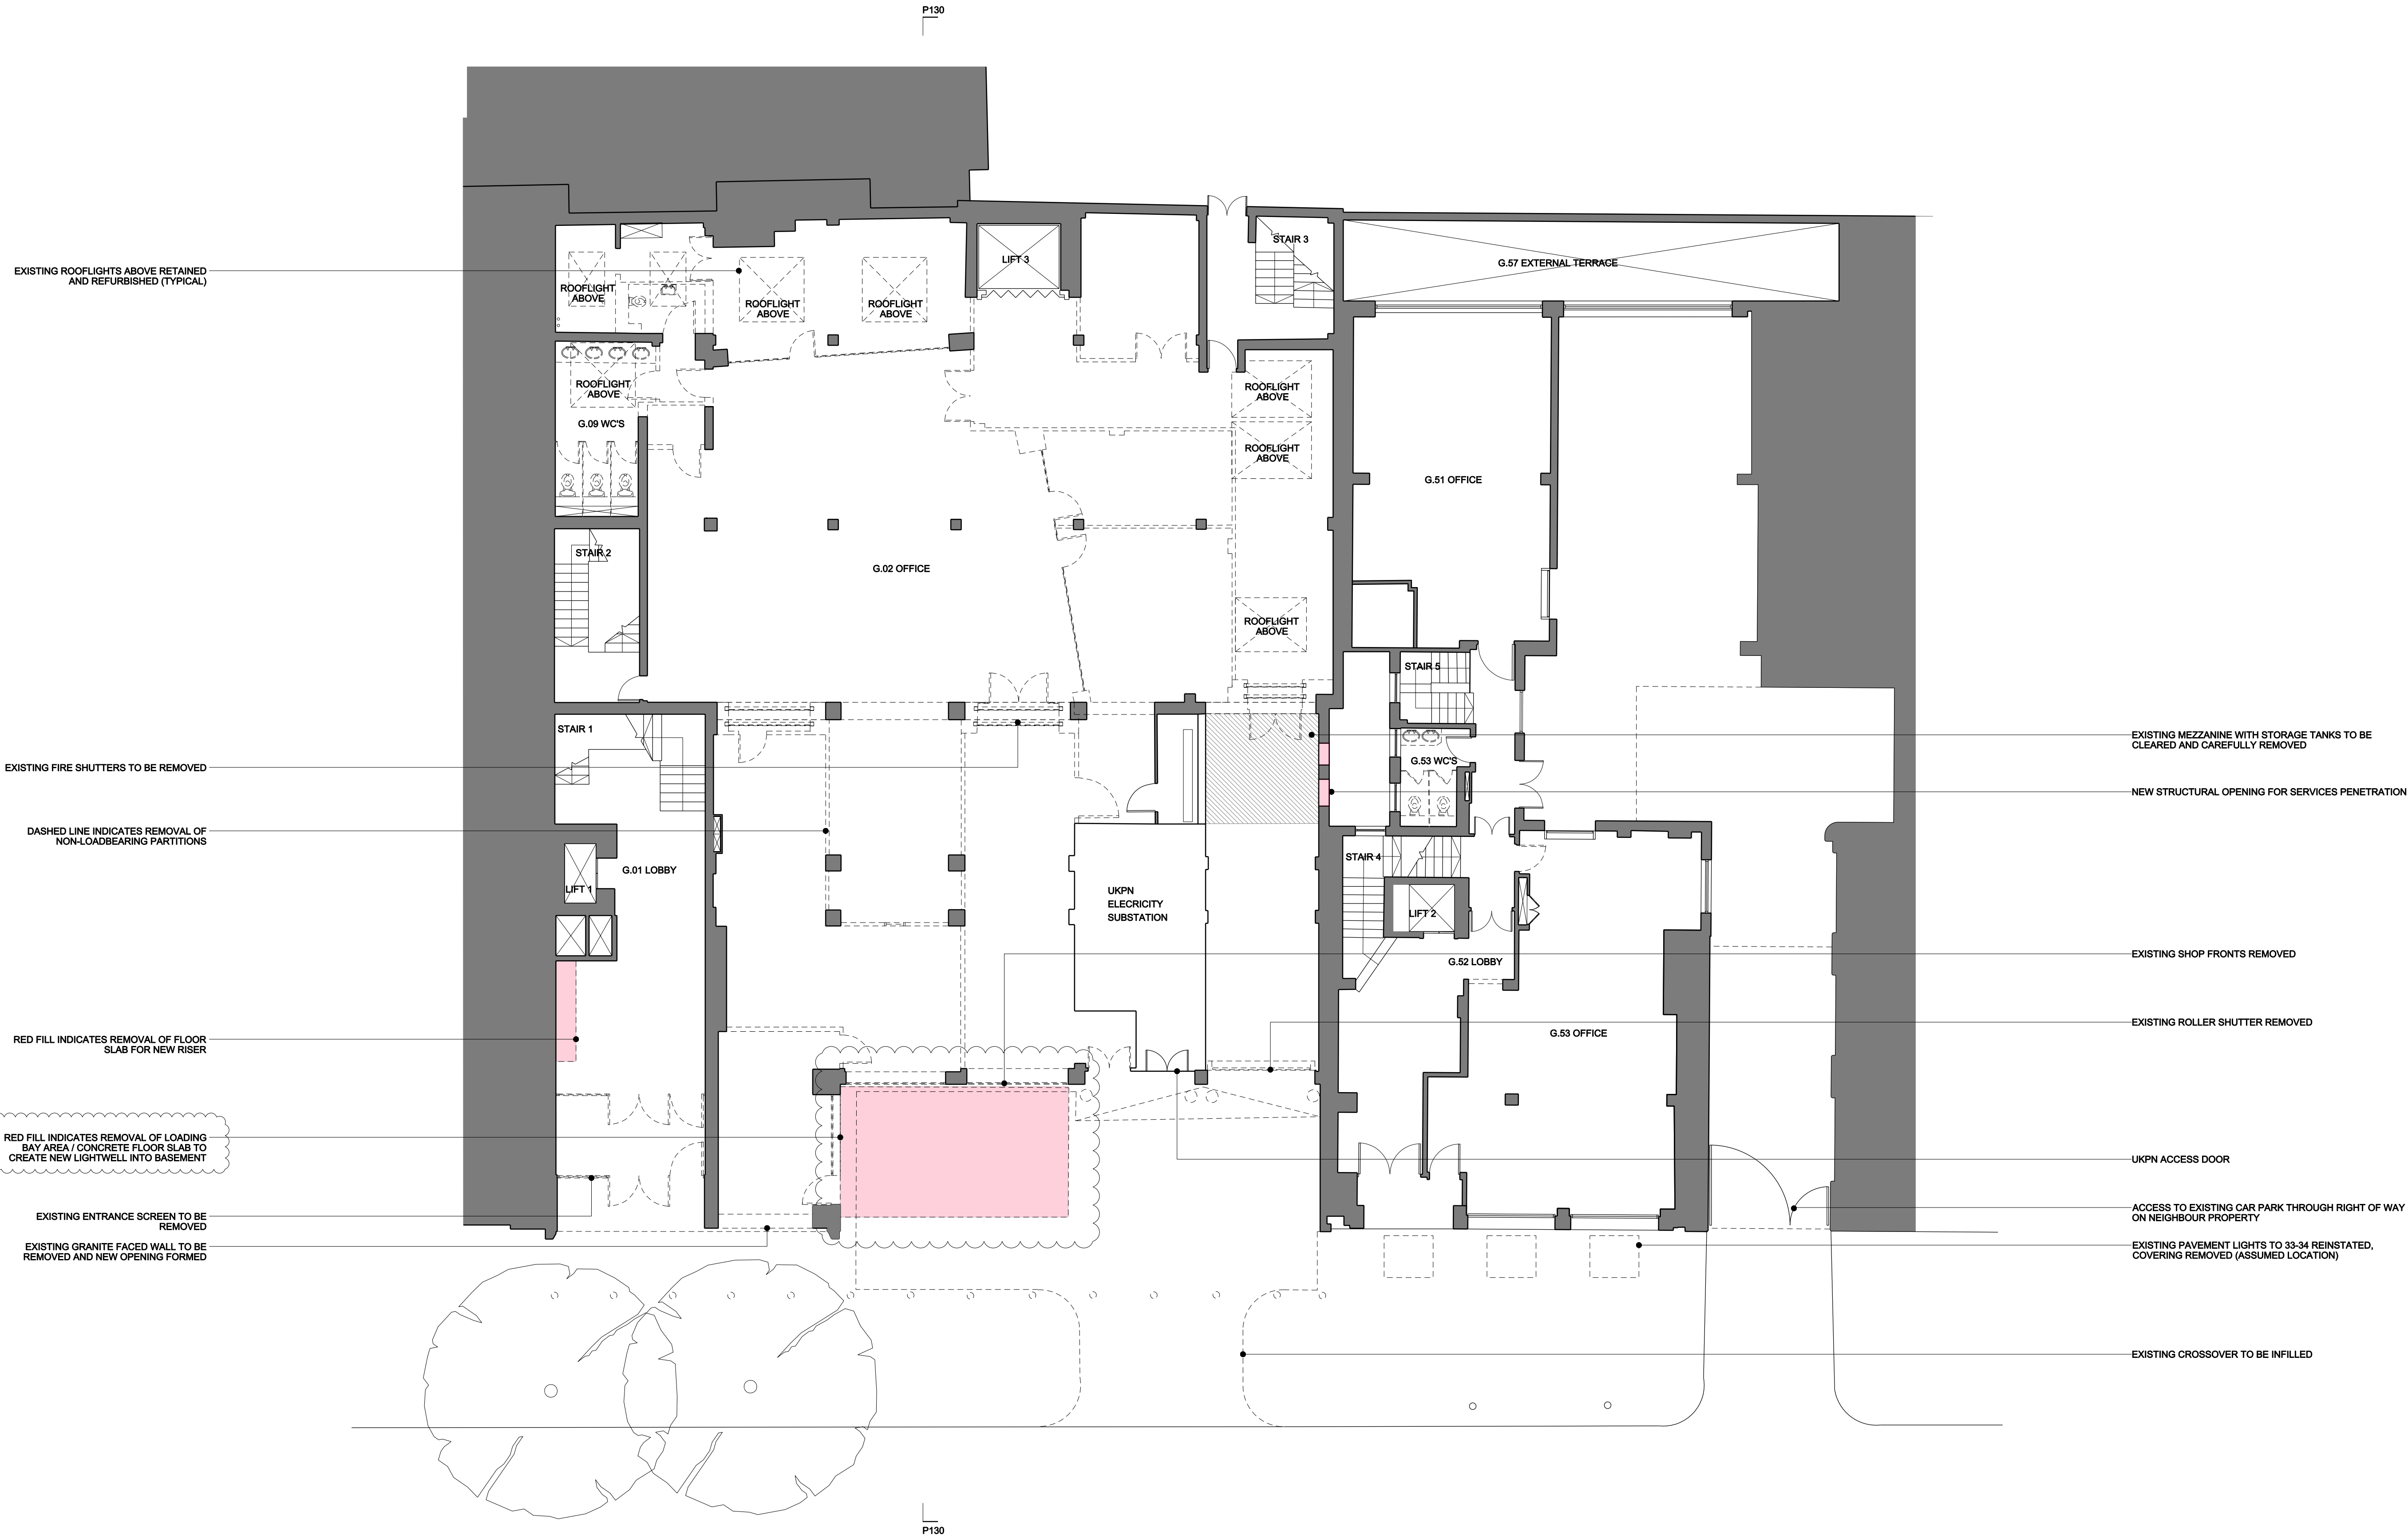 P130
EXISTING ROOFLIGHTS ABOVE RETAINED
AND REFURBISHED (TYPICAL)
ROOFLIGHT
ABOVE
ROOFLIGHT
ABOVE
ROOFLIGHT
ABOVE
LIFT 3
STAIR 3
G.57 EXTERNAL TERRACE
ROOFLIGHT
ABOVE
G.09 WC'S
ROOFLIGHT
ABOVE
ROOFLIGHT
ABOVE
G.51 OFFICE
STAIR 2
G.02 OFFICE
ROOFLIGHT
ABOVE
STAIR 5
STAIR 1
EXISTING MEZZANINE WITH STORAGE TANKS TO BE
CLEARED AND CAREFULLY REMOVED
EXISTING FIRE SHUTTERS TO BE REMOVED
G.53 WC'S
NEW STRUCTURAL OPENING FOR SERVICES PENETRATION
DASHED LINE INDICATES REMOVAL OF
NON-LOADBEARING PARTITIONS
G.01 LOBBY
LIFT 1
STAIR 4
UKPN
ELECRICITY
SUBSTATION
LIFT 2
G.52 LOBBY
EXISTING SHOP FRONTS REMOVED
EXISTING ROLLER SHUTTER REMOVED
G.53 OFFICE
RED FILL INDICATES REMOVAL OF FLOOR
SLAB FOR NEW RISER
RED FILL INDICATES REMOVAL OF LOADING
BAY AREA / CONCRETE FLOOR SLAB TO
CREATE NEW LIGHTWELL INTO BASEMENT
UKPN ACCESS DOOR
EXISTING ENTRANCE SCREEN TO BE
REMOVED
ACCESS TO EXISTING CAR PARK THROUGH RIGHT OF WAY
ON NEIGHBOUR PROPERTY
EXISTING GRANITE FACED WALL TO BE
REMOVED AND NEW OPENING FORMED
EXISTING PAVEMENT LIGHTS TO 33-34 REINSTATED,
COVERING REMOVED (ASSUMED LOCATION)
EXISTING CROSSOVER TO BE INFILLED
P130